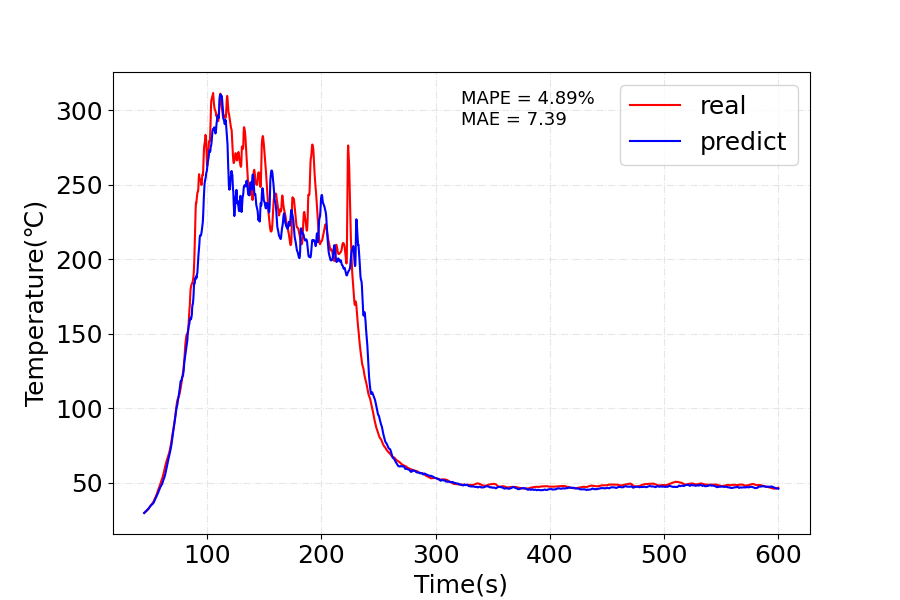 MAPE = 4.89%
MAE = 7.39
real
predict
300
250
200
150
100
50
Temperature(℃)
100 200 300 400 500 600
Time(s)